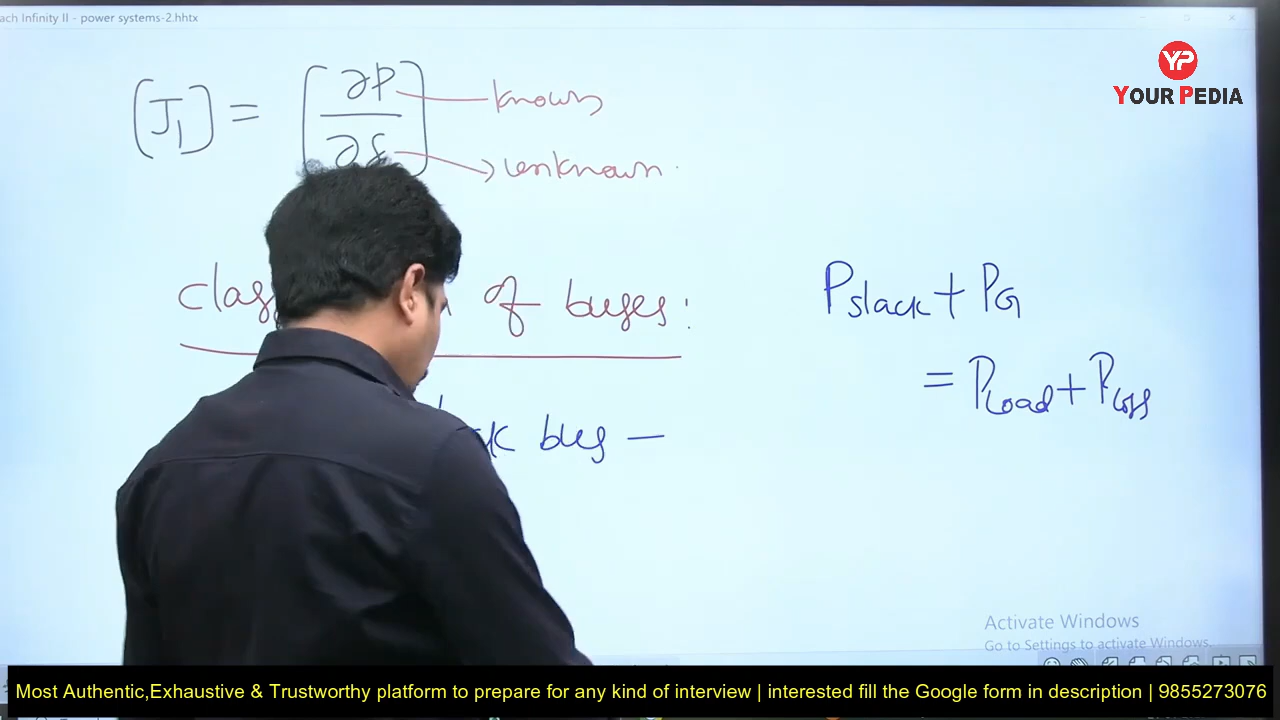 ach Infinity II - power systems-2.hhtx
YP
YOUR PEDIA
[J1] = [∂P/∂δ]
known
unknown
of buses:
Pslack + PG
= Pload + Ploss
bus —
Activate Windows
Go to Settings to activate Windows.
Most Authentic,Exhaustive & Trustworthy platform to prepare for any kind of interview | interested fill the Google form in description | 9855273076